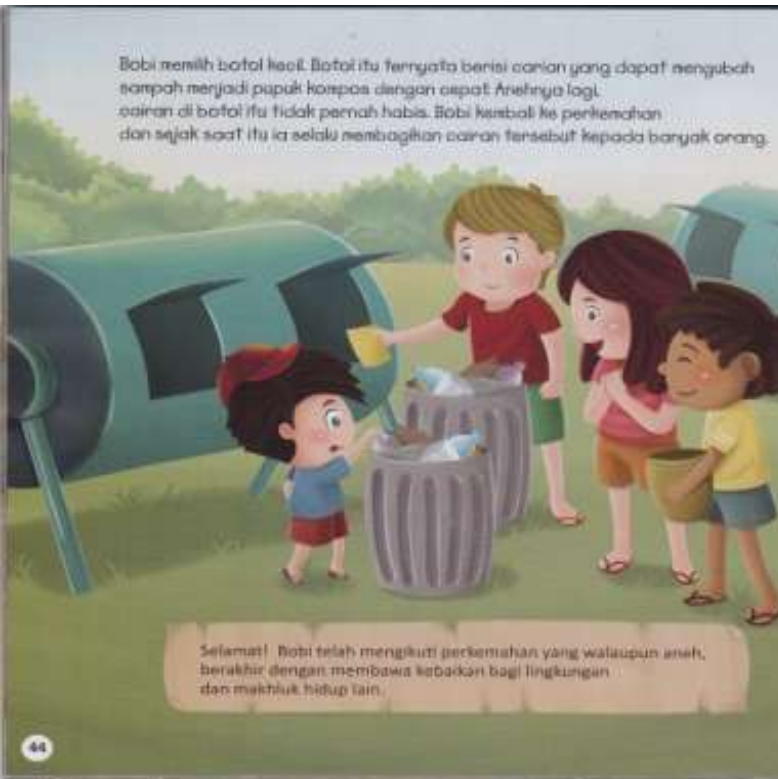 Bobi memilih botol kecil. Botol itu ternyata berisi carian yang dapat mengubah
sampah menjadi pupuk kompos dengan cepat. Anehnya lagi,
cairan di botol itu tidak pernah habis. Bobi kembali ke perkemahan
dan sejak saat itu ia selalu membagikan cairan tersebut kepada banyak orang.
Selamat! Bobi telah mengikuti perkemahan yang walaupun aneh,
berakhir dengan membawa kebaikan bagi lingkungan
dan makhluk hidup lain.
44